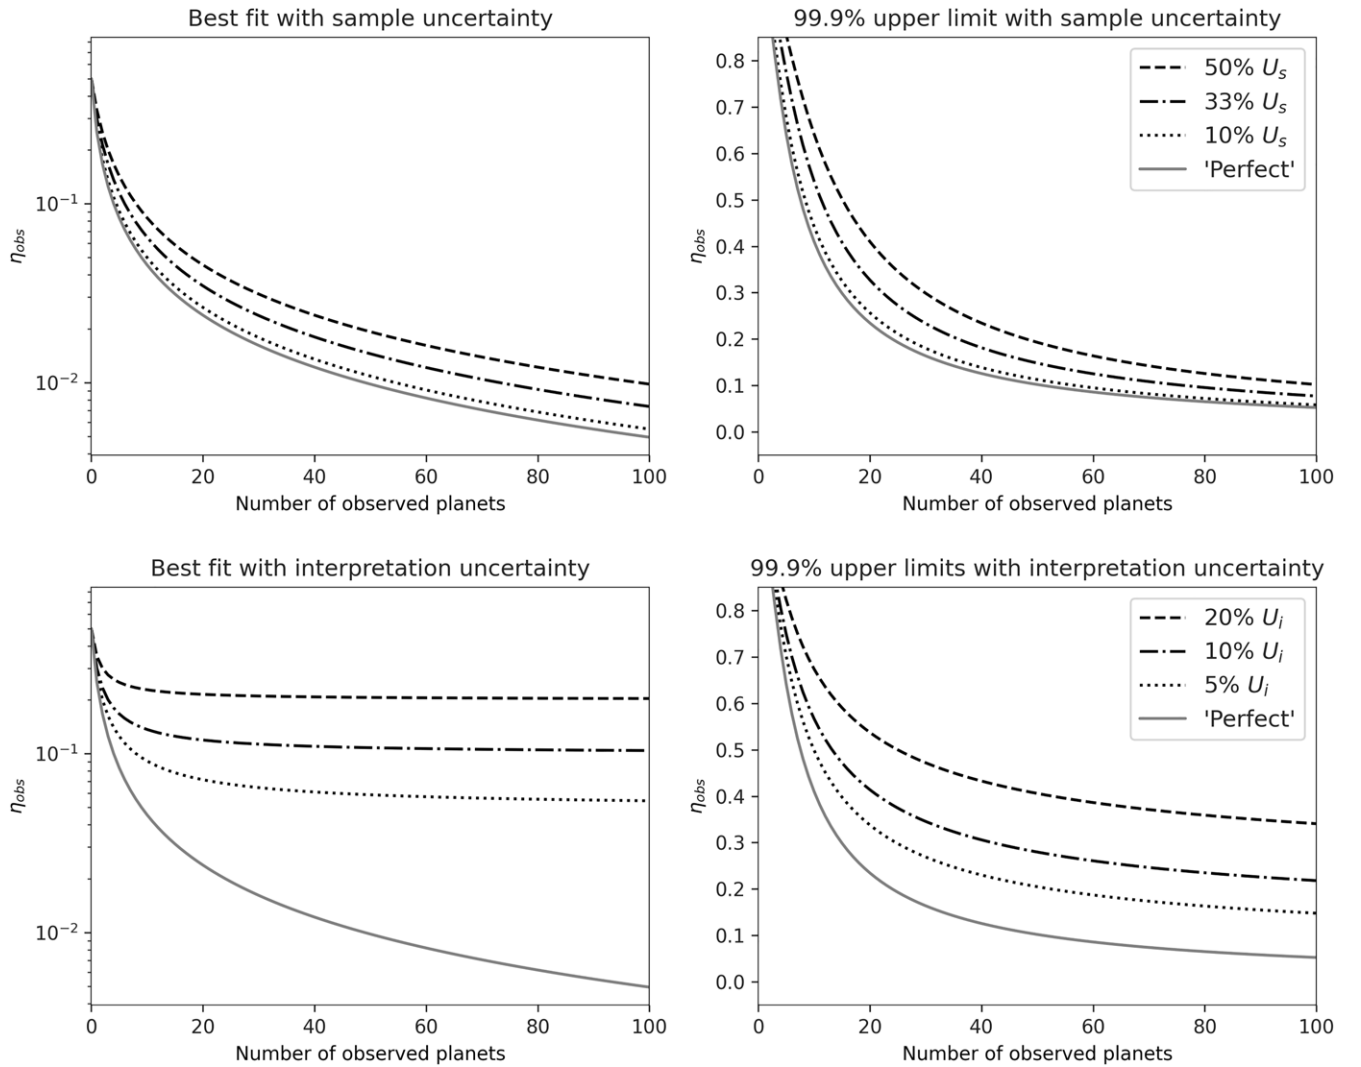 Best fit with sample uncertainty
10⁻¹
10⁻²
η_obs
0 20 40 60 80 100
Number of observed planets
99.9% upper limit with sample uncertainty
0.8
0.7
0.6
0.5
0.4
0.3
0.2
0.1
0.0
η_obs
50% U_s
33% U_s
10% U_s
'Perfect'
0 20 40 60 80 100
Number of observed planets
Best fit with interpretation uncertainty
10⁻¹
10⁻²
η_obs
0 20 40 60 80 100
Number of observed planets
99.9% upper limits with interpretation uncertainty
0.8
0.7
0.6
0.5
0.4
0.3
0.2
0.1
0.0
η_obs
20% U_i
10% U_i
5% U_i
'Perfect'
0 20 40 60 80 100
Number of observed planets